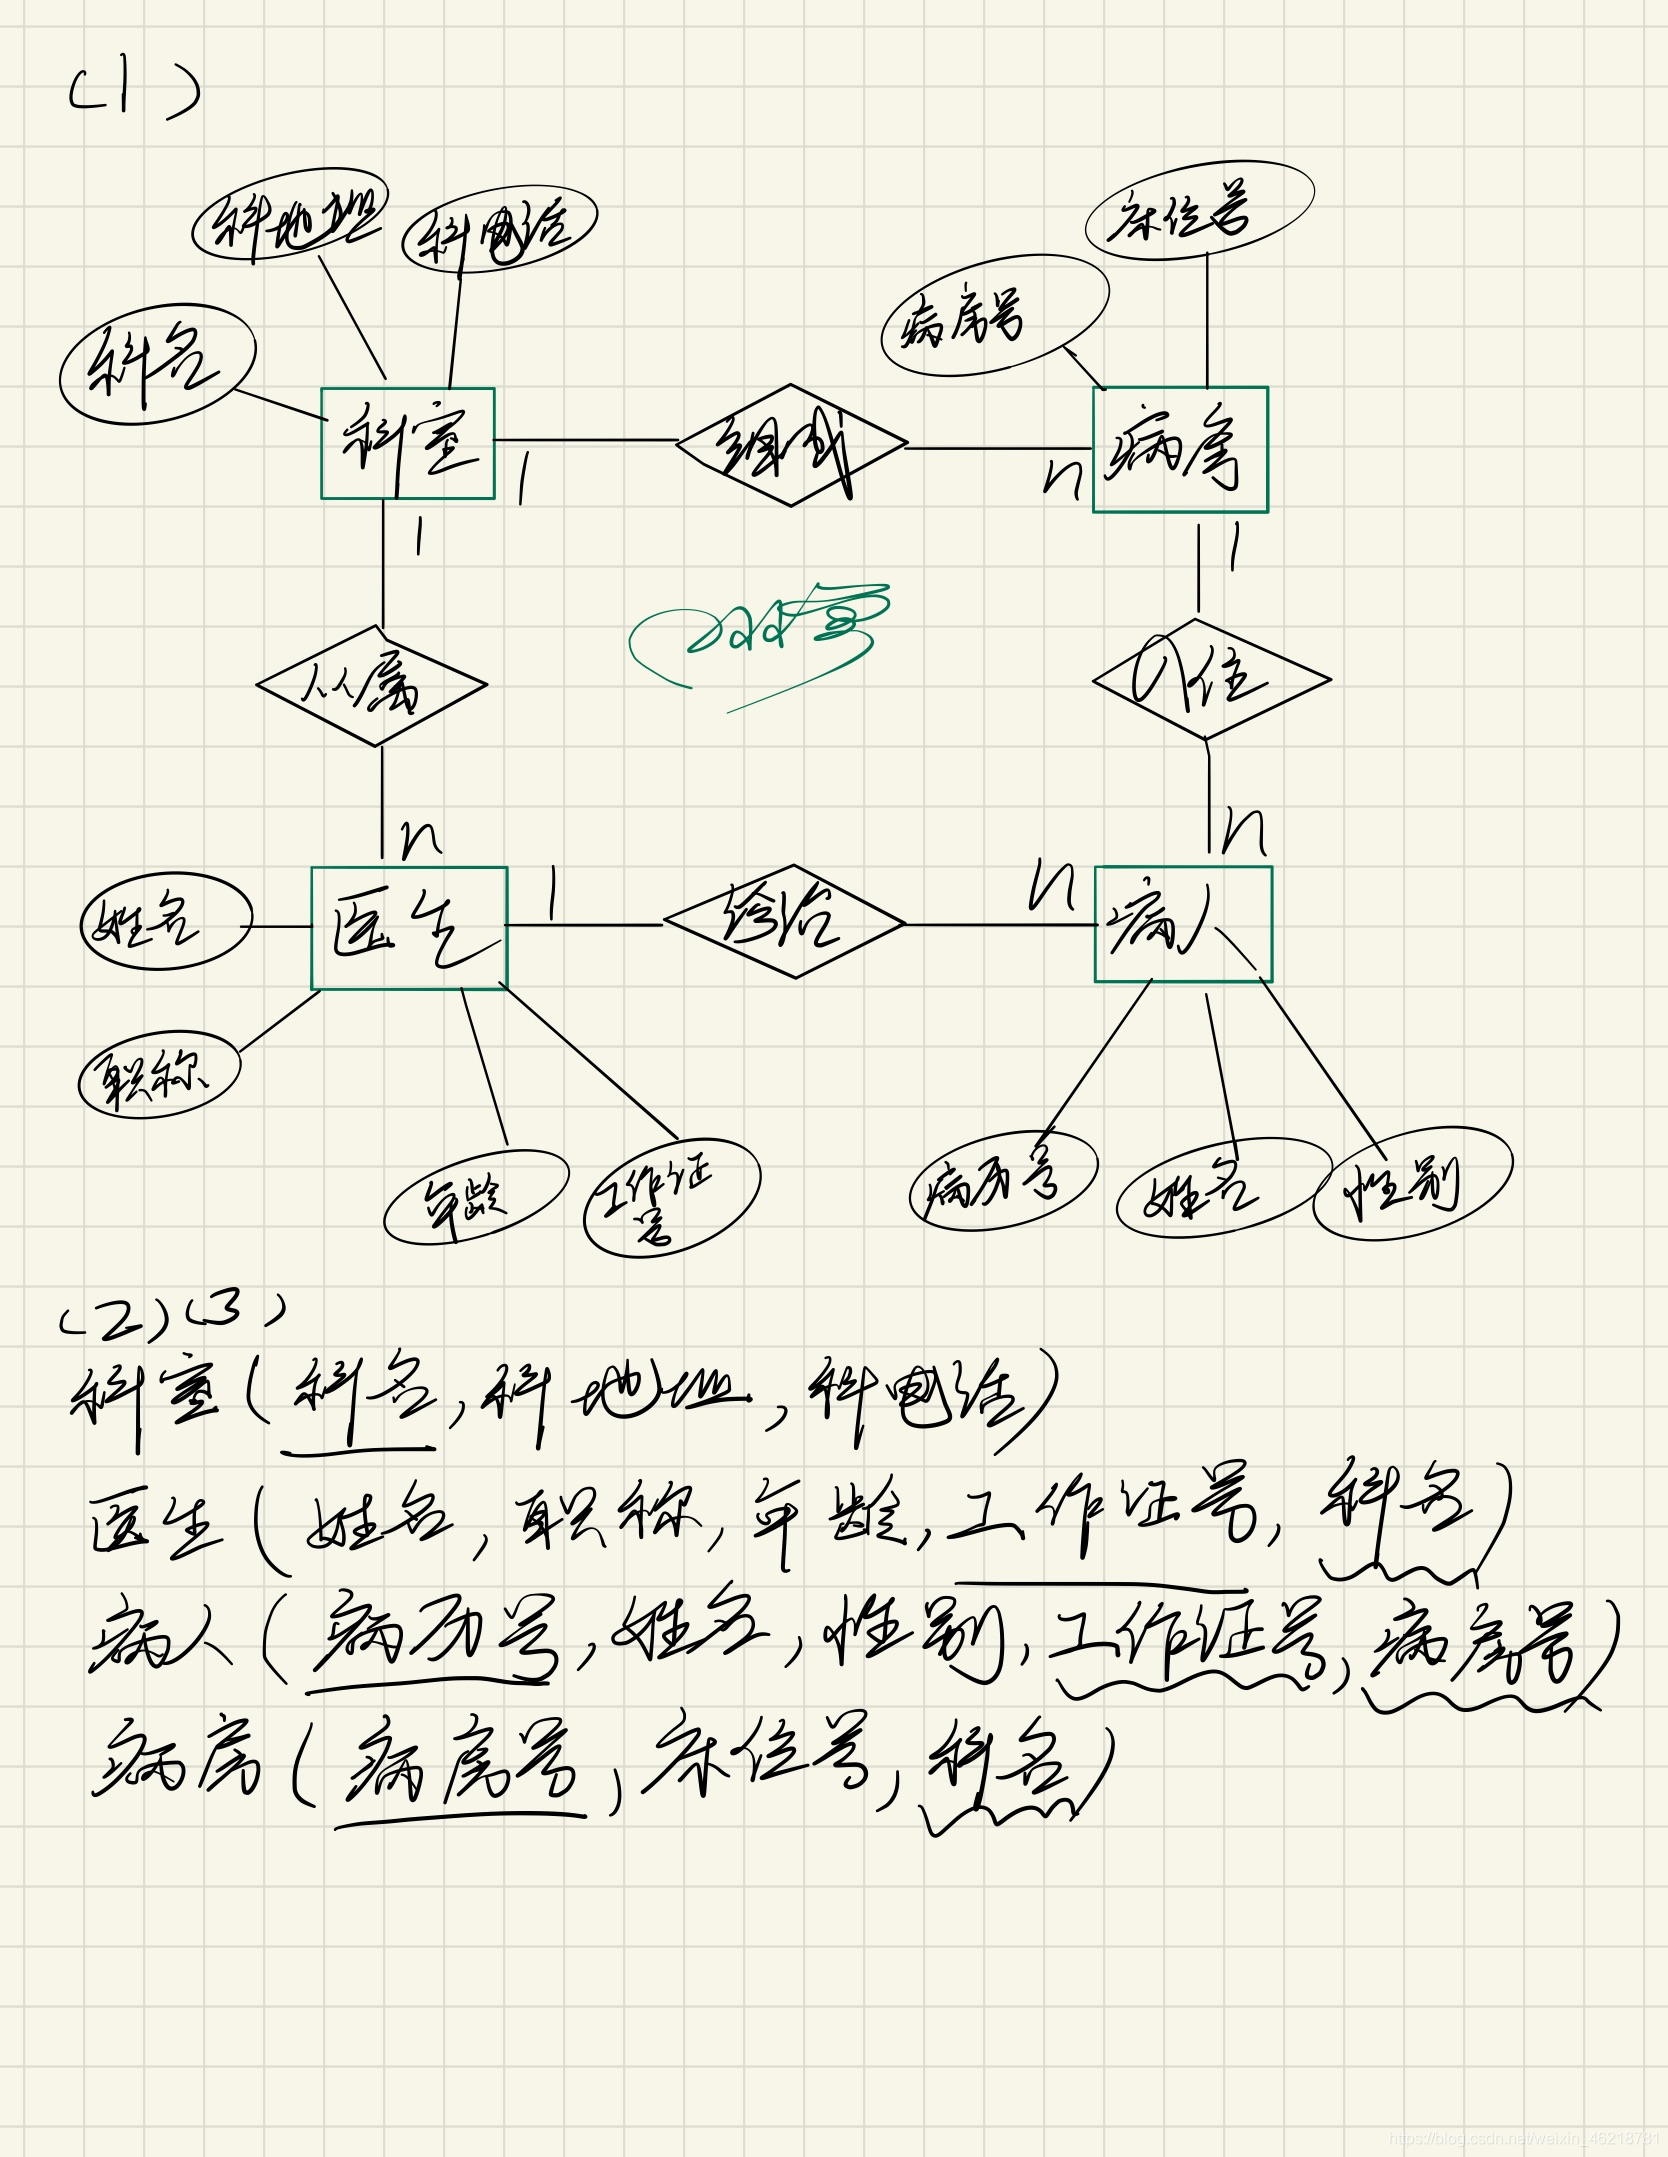 (1)
科地址 科电话 床位号
病房号
科名
科室 1 组成 n 病房
1 1
从属 入住
n n
姓名 医生 1 诊治 n 病人
职称
年龄 工作证号 病历号 姓名 性别
(2)(3)
科室(科名,科地址,科电话)
医生(姓名,职称,年龄,工作证号,科名)
病人(病历号,姓名,性别,工作证号,病房号)
病房(病房号,床位号,科名)
https://blog.csdn.net/weixin_46218781